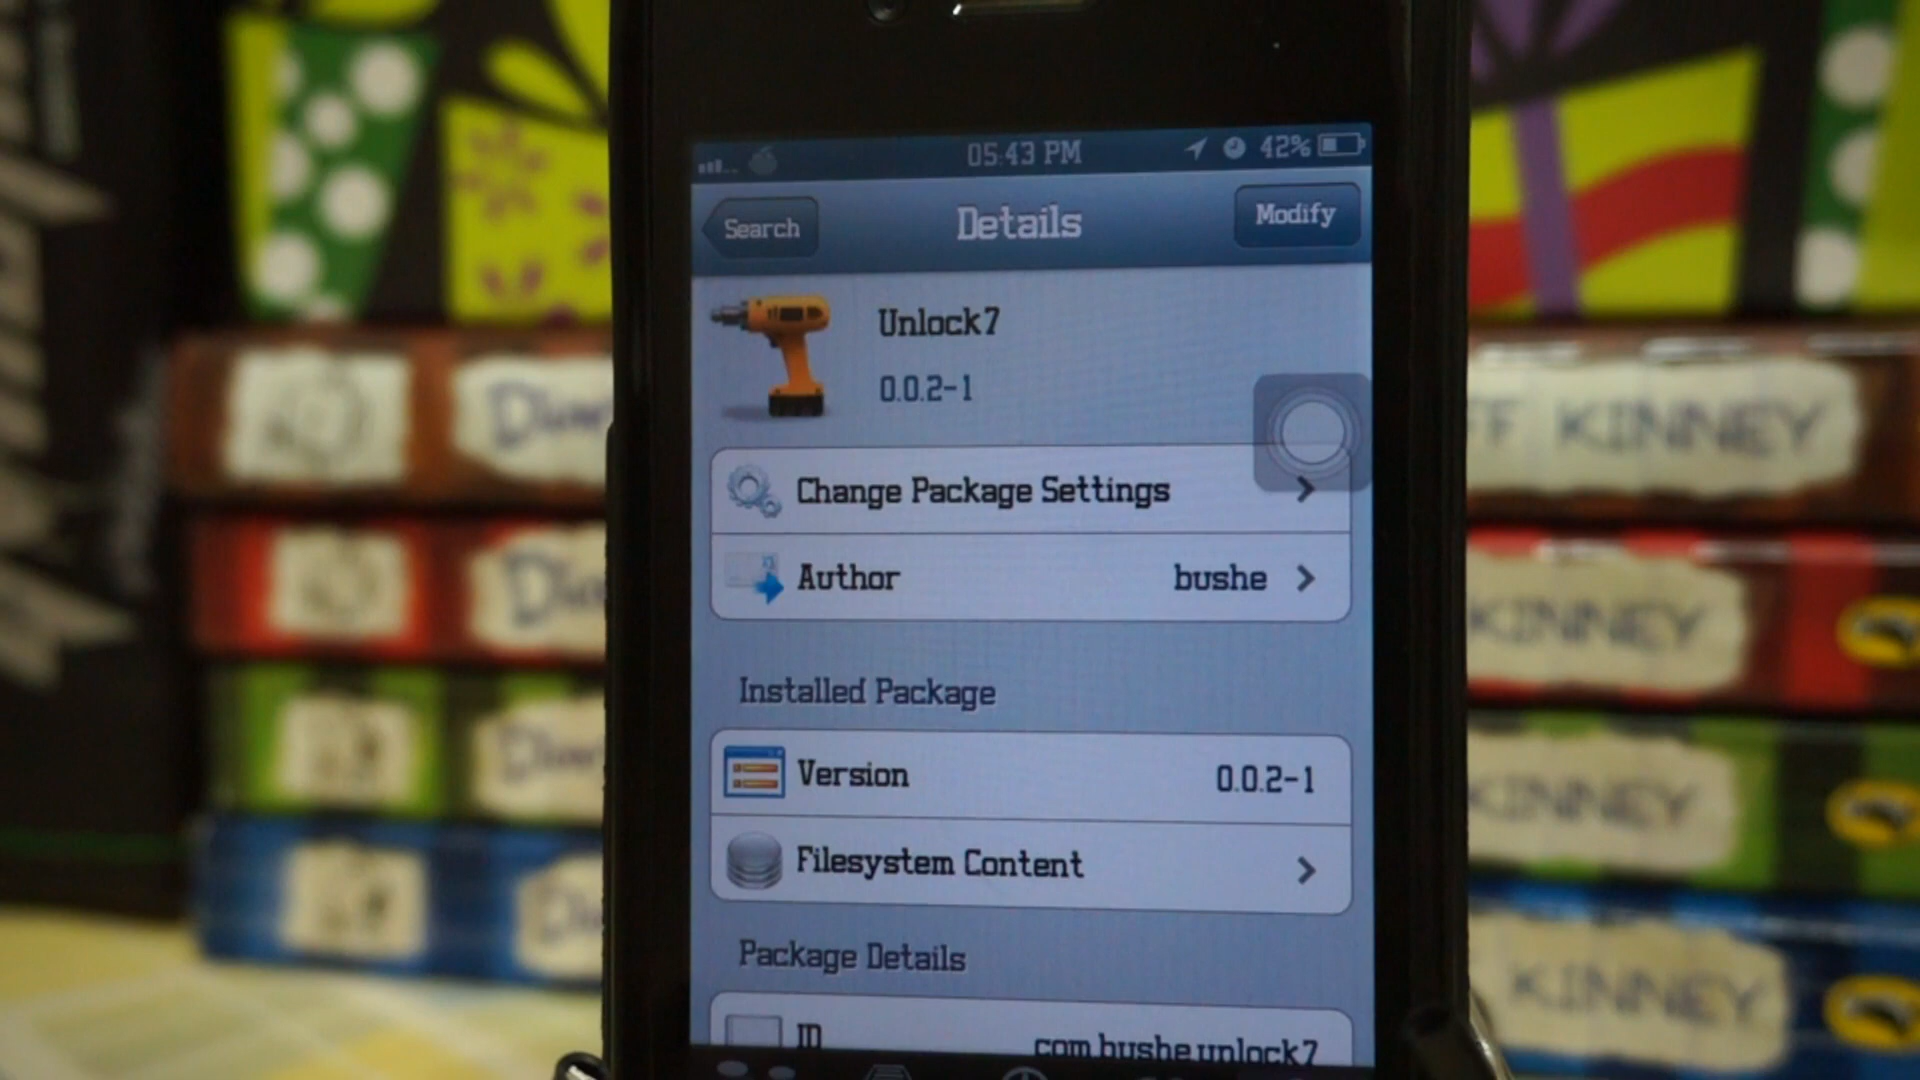 05:43 PM 42%
Search Details Modify
Unlock7
0.0.2-1
Change Package Settings
Author bushe
Installed Package
Version 0.0.2-1
Filesystem Content
Package Details
ID com.bushe.unlock7
FF KINNEY
KINNEY
KINNEY
KINNEY